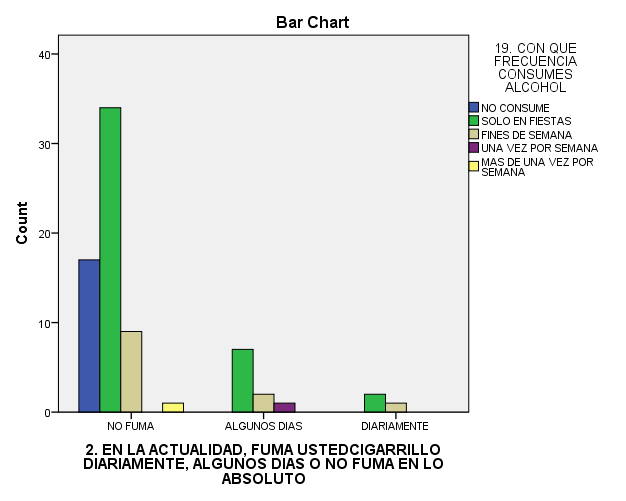 Bar Chart
19. CON QUE
FRECUENCIA
CONSUMES
ALCOHOL
NO CONSUME
SOLO EN FIESTAS
FINES DE SEMANA
UNA VEZ POR SEMANA
MAS DE UNA VEZ POR
SEMANA
Count
40
30
20
10
0
NO FUMA
ALGUNOS DIAS
DIARIAMENTE
2. EN LA ACTUALIDAD, FUMA USTEDCIGARRILLO
DIARIAMENTE, ALGUNOS DIAS O NO FUMA EN LO
ABSOLUTO